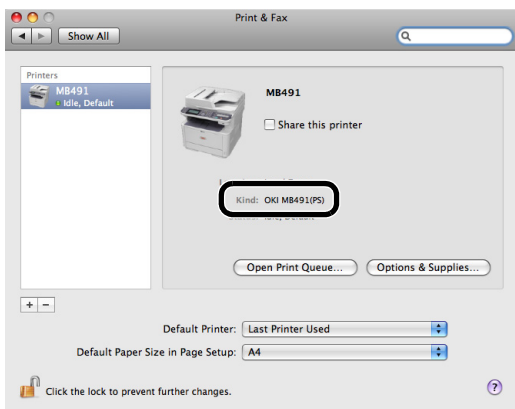 Print & Fax
Show All
Printers
MB491
Idle, Default
MB491
Share this printer
Kind: OKI MB491(PS)
Idle, Default
Open Print Queue... Options & Supplies...
+ −
Default Printer: Last Printer Used
Default Paper Size in Page Setup: A4
Click the lock to prevent further changes. ?